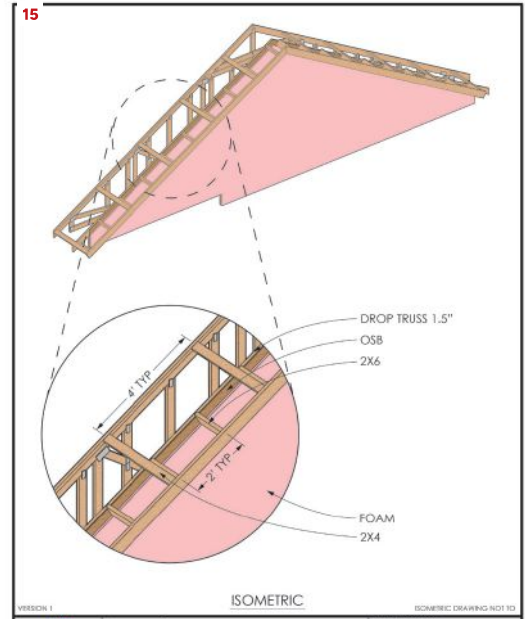 15
DROP TRUSS 1.5"
OSB
2X6
4' TYP
2' TYP
FOAM
2X4
ISOMETRIC
VERSION 1
ISOMETRIC DRAWING NOT TO